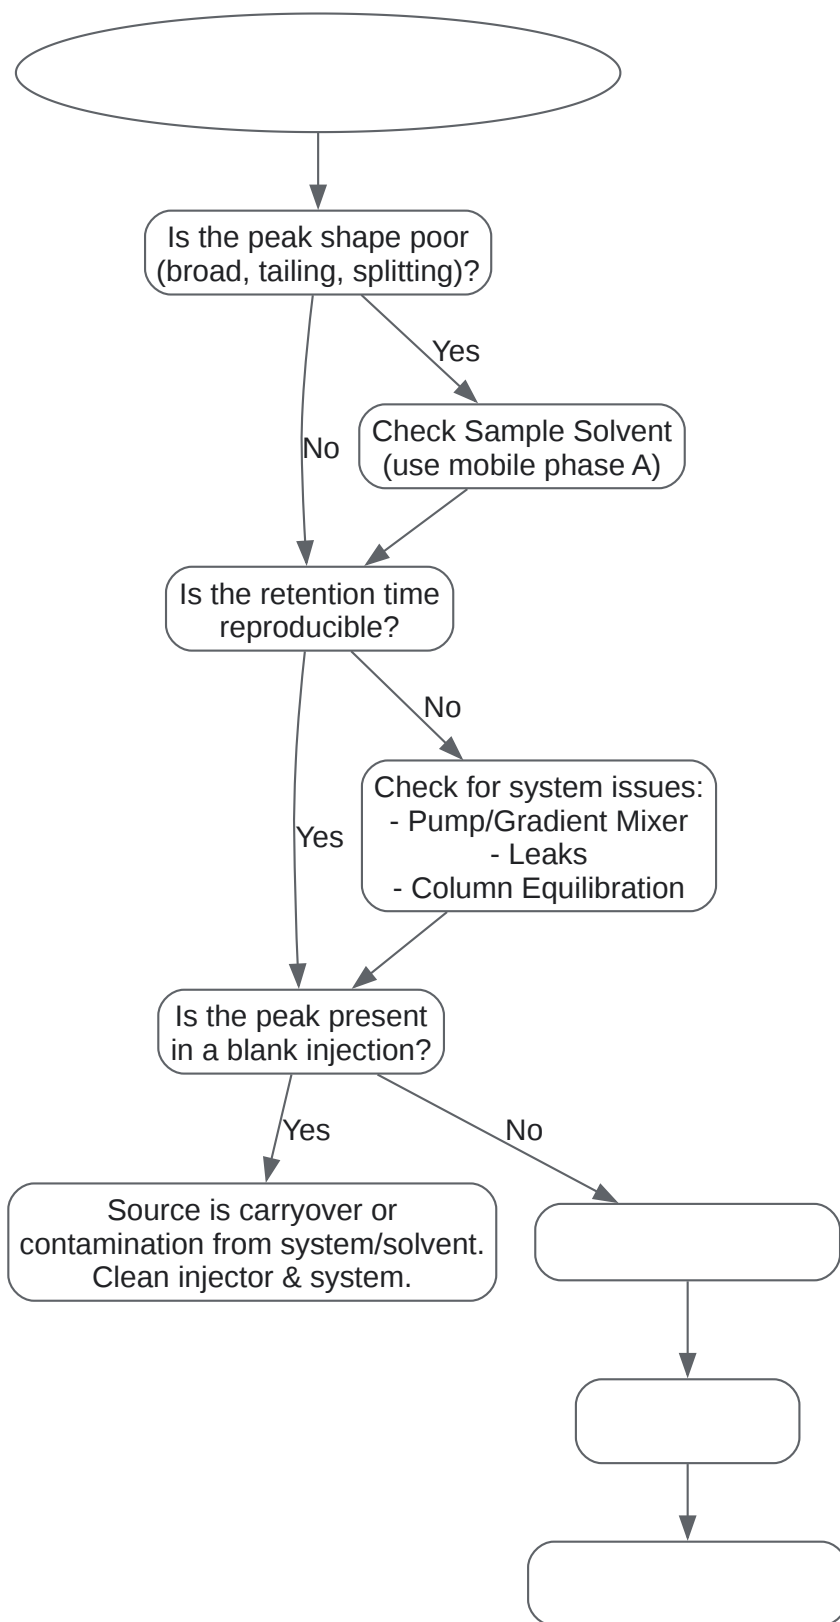 Is the peak shape poor
(broad, tailing, splitting)?
Yes
Check Sample Solvent
(use mobile phase A)
No
Is the retention time
reproducible?
No
Check for system issues:
- Pump/Gradient Mixer
- Leaks
- Column Equilibration
Yes
Is the peak present
in a blank injection?
Yes
No
Source is carryover or
contamination from system/solvent.
Clean injector & system.